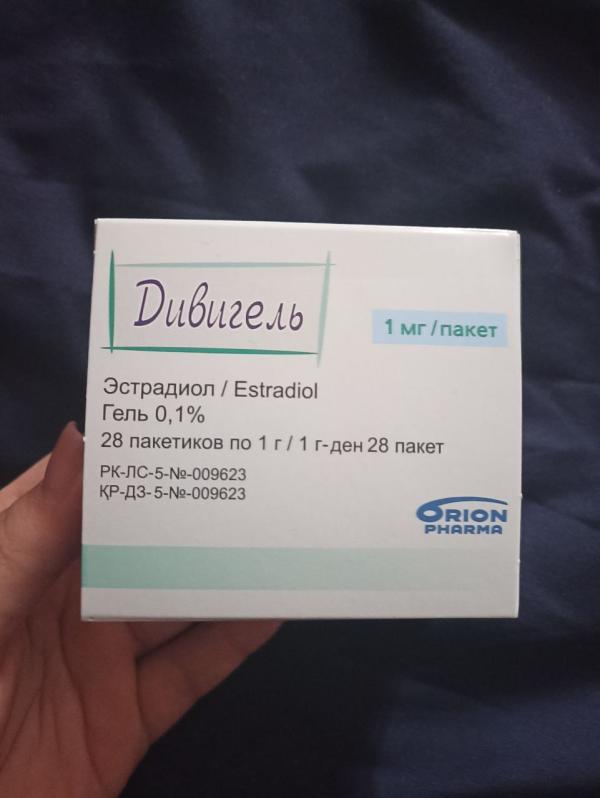 Дивигель
1 мг/пакет
Эстрадиол / Estradiol
Гель 0,1%
28 пакетиков по 1 г / 1 г-ден 28 пакет
РК-ЛС-5-№-009623
ҚР-ДЗ-5-№-009623
ORION
PHARMA